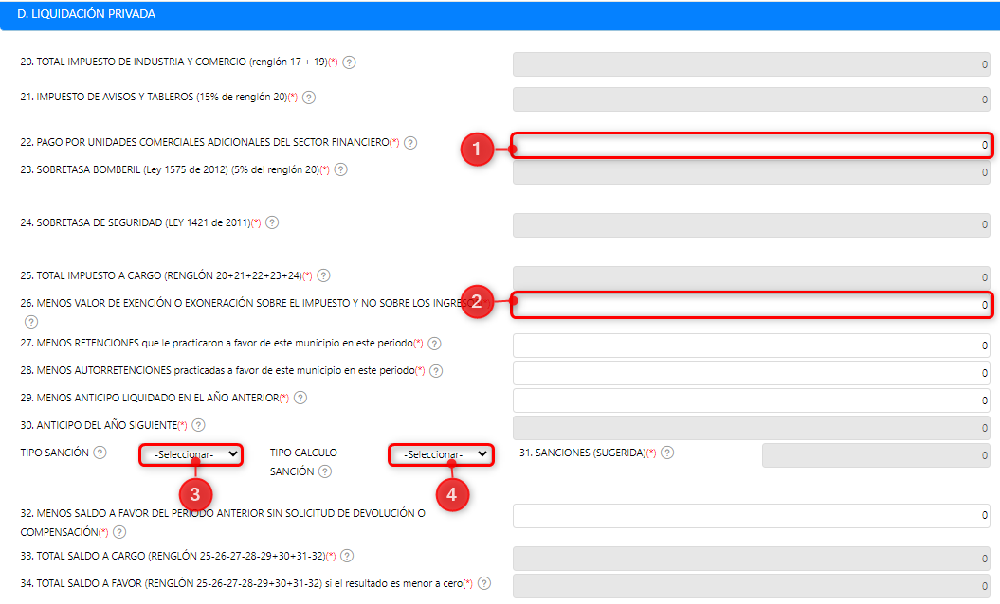 D. LIQUIDACIÓN PRIVADA
20. TOTAL IMPUESTO DE INDUSTRIA Y COMERCIO (renglón 17 + 19)(*) ?
0
21. IMPUESTO DE AVISOS Y TABLEROS (15% de renglón 20)(*) ?
0
22. PAGO POR UNIDADES COMERCIALES ADICIONALES DEL SECTOR FINANCIERO(*) ?
1
0
23. SOBRETASA BOMBERIL (Ley 1575 de 2012) (5% del renglón 20)(*) ?
0
24. SOBRETASA DE SEGURIDAD (LEY 1421 de 2011)(*) ?
0
25. TOTAL IMPUESTO A CARGO (RENGLÓN 20+21+22+23+24)(*) ?
0
26. MENOS VALOR DE EXENCIÓN O EXONERACIÓN SOBRE EL IMPUESTO Y NO SOBRE LOS
?
2
0
27. MENOS RETENCIONES que le practicaron a favor de este municipio en este periodo(*) ?
0
28. MENOS AUTORRETENCIONES practicadas a favor de este municipio en este periodo(*) ?
0
29. MENOS ANTICIPO LIQUIDADO EN EL AÑO ANTERIOR(*) ?
0
30. ANTICIPO DEL AÑO SIGUIENTE(*) ?
0
TIPO SANCIÓN ?
-Seleccionar-
3
TIPO CALCULO
SANCIÓN ?
-Seleccionar-
4
31. SANCIONES (SUGERIDA)(*) ?
0
32. MENOS SALDO A FAVOR DEL PERIODO ANTERIOR SIN SOLICITUD DE DEVOLUCIÓN O
COMPENSACIÓN(*) ?
0
33. TOTAL SALDO A CARGO (RENGLÓN 25-26-27-28-29+30+31-32)(*) ?
0
34. TOTAL SALDO A FAVOR (RENGLÓN 25-26-27-28-29+30+31-32) si el resultado es menor a cero(*) ?
0